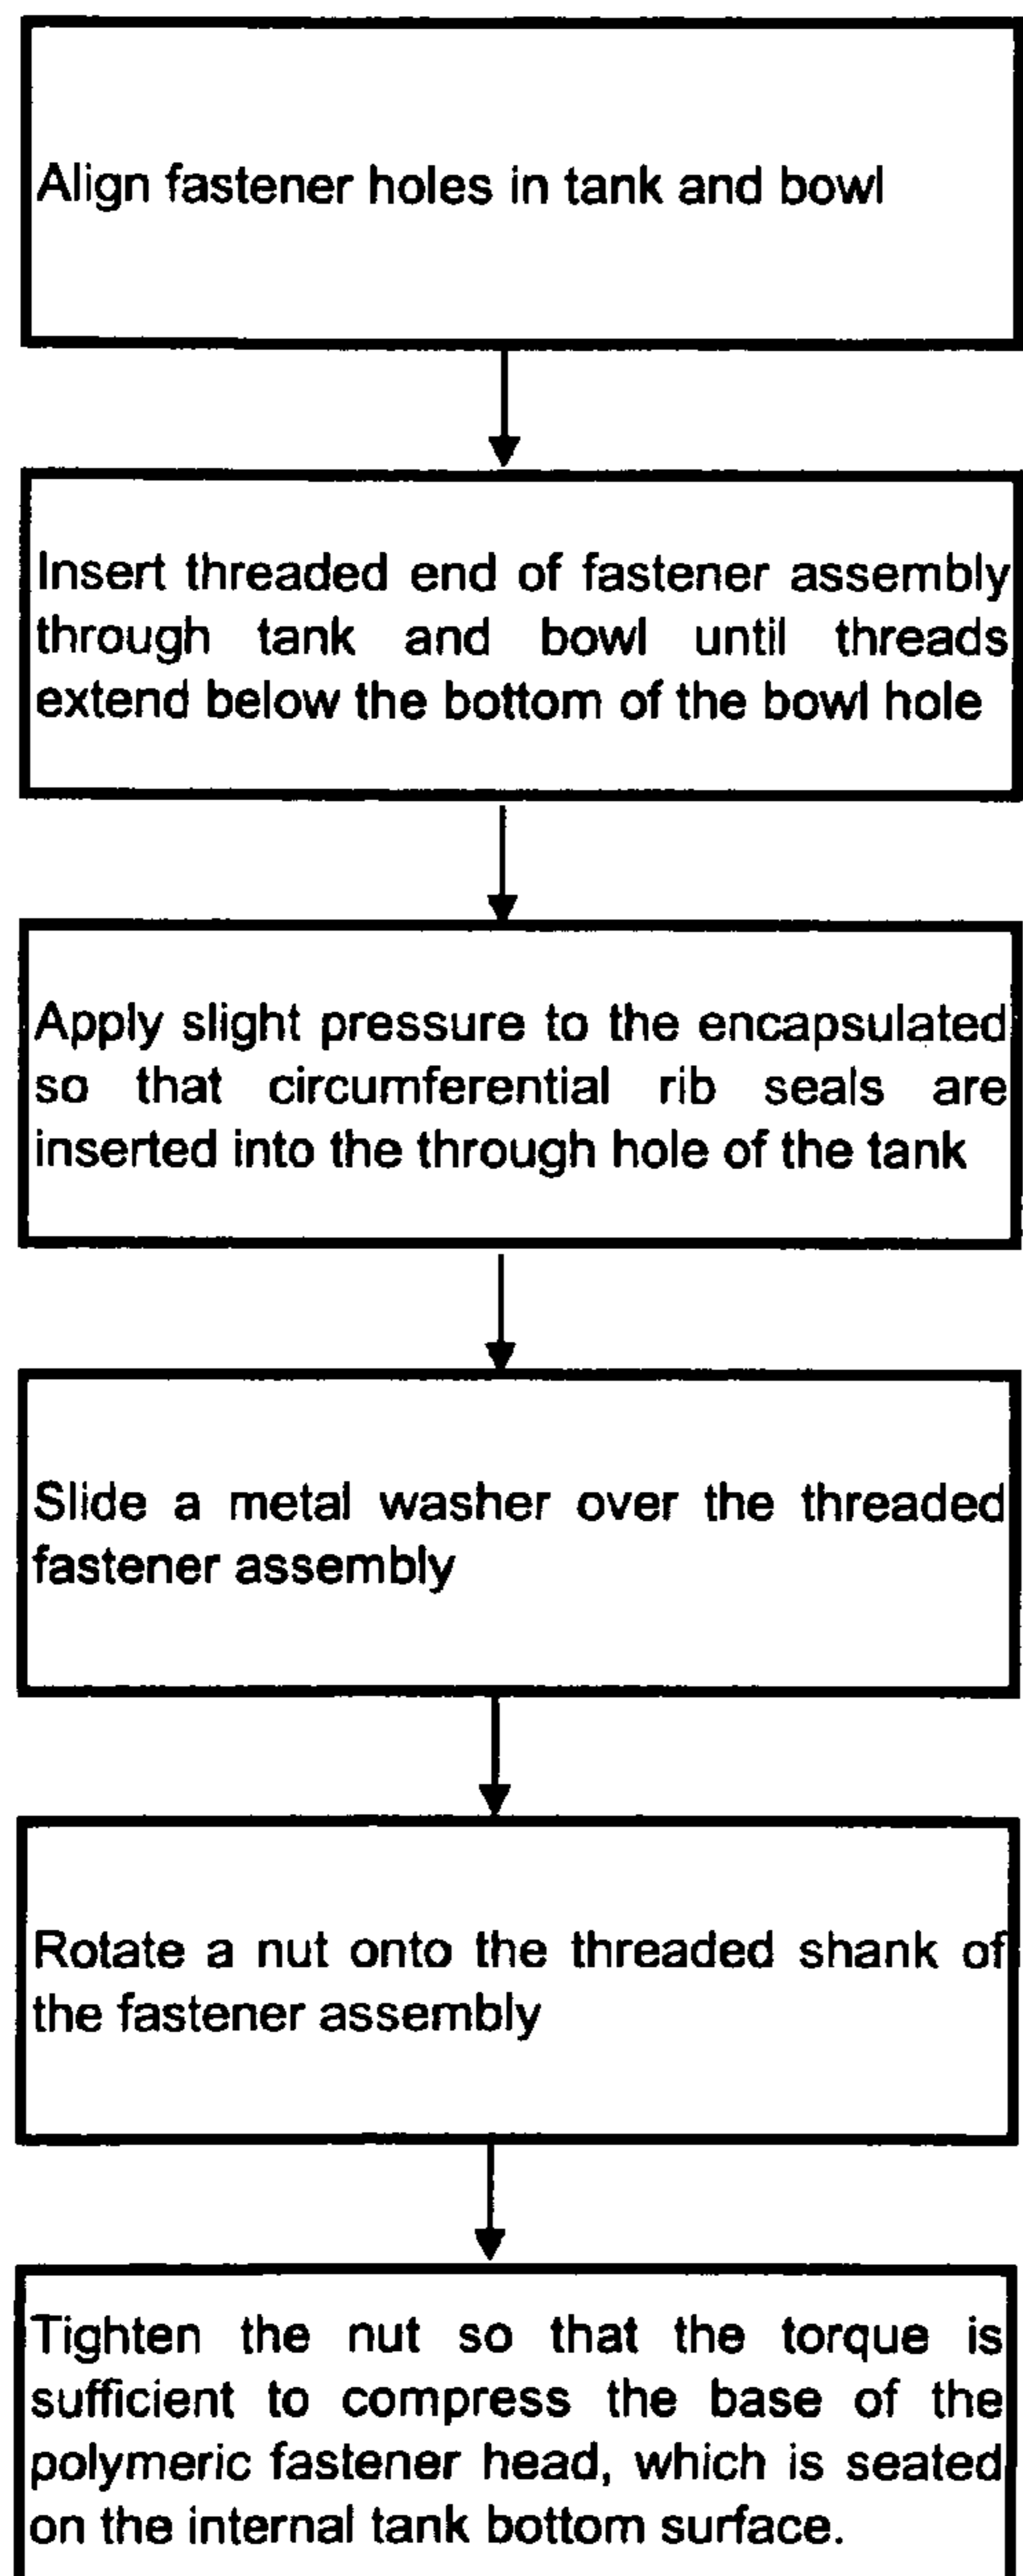 Align fastener holes in tank and bowl
Insert threaded end of fastener assembly
through tank and bowl until threads
extend below the bottom of the bowl hole
Apply slight pressure to the encapsulated
so that circumferential rib seals are
inserted into the through hole of the tank
Slide a metal washer over the threaded
fastener assembly
Rotate a nut onto the threaded shank of
the fastener assembly
Tighten the nut so that the torque is
sufficient to compress the base of the
polymeric fastener head, which is seated
on the internal tank bottom surface.